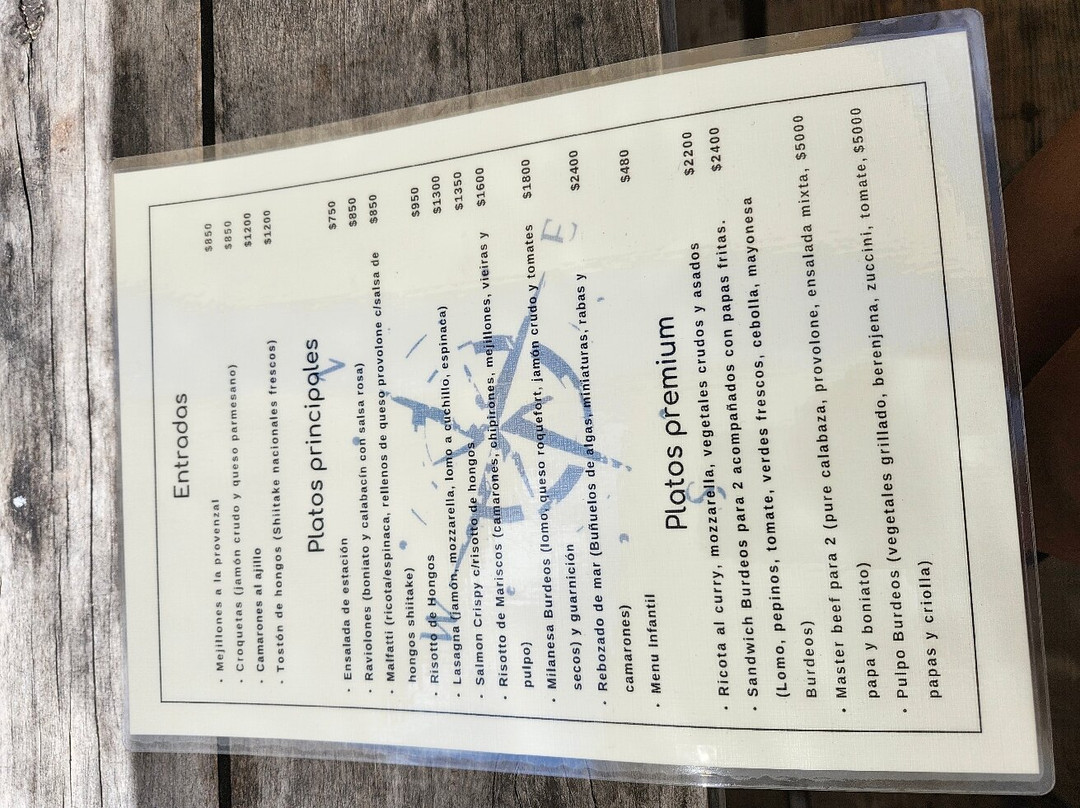 Entradas
• Mejillones a la provenzal $850
• Croquetas (jamón crudo y queso parmesano) $850
• Camarones al ajillo $1200
• Tostón de hongos (Shiitake nacionales frescos) $1200
Platos principales
• Ensalada de estación $750
• Raviolones (boniato y calabacín con salsa rosa) $850
• Malfatti (ricota/espinaca, rellenos de queso provolone c/salsa de $850
hongos shiitake)
• Risotto de Hongos $950
• Lasagna (jamón, mozzarella, lomo a cuchillo, espinaca) $1300
• Salmon Crispy c/risotto de hongos $1350
• Risotto de Mariscos (camarones, chipirones, mejillones, vieiras y $1600
pulpo)
• Milanesa Burdeos (lomo, queso roquefort, jamón crudo y tomates $1800
secos) y guarnición
• Rebozado de mar (Buñuelos de algas, miniaturas, rabas y $2400
camarones)
• Menu Infantil $480
Platos premium
• Ricota al curry, mozzarella, vegetales crudos y asados $2200
• Sandwich Burdeos para 2 acompañados con papas fritas. $2400
(Lomo, pepinos, tomate, verdes frescos, cebolla, mayonesa
Burdeos)
• Master beef para 2 (pure calabaza, provolone, ensalada mixta, $5000
papa y boniato)
• Pulpo Burdeos (vegetales grillado, berenjena, zuccini, tomate, $5000
papas y criolla)
N
W
E
S